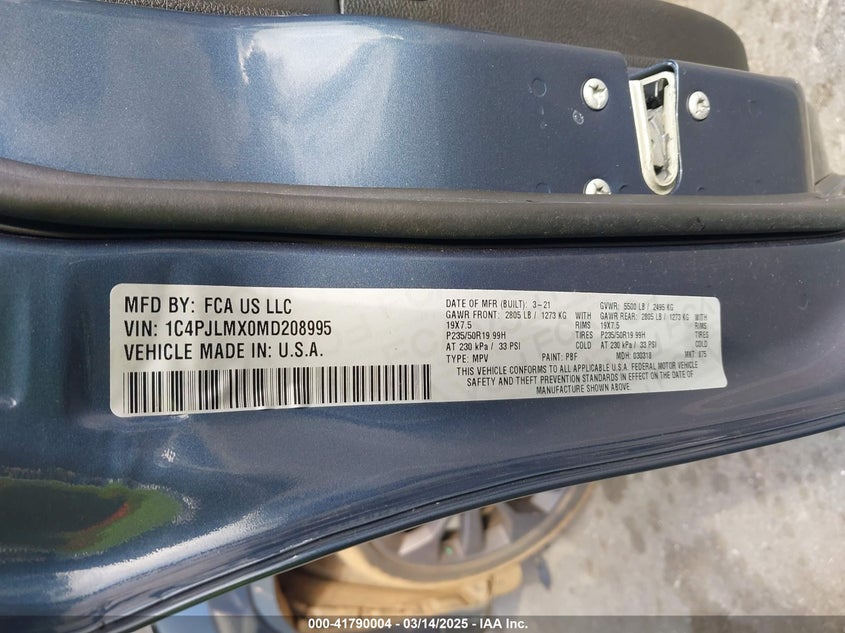 MFD BY: FCA US LLC
VIN: 1C4PJLMX0MD208995
VEHICLE MADE IN: U.S.A.
DATE OF MFR (BUILT): 3-21 GVWR: 5500 LB / 2495 KG
GAWR FRONT: 2805 LB / 1273 KG WITH GAWR REAR: 2805 LB / 1273 KG WITH
19X7.5 RIMS 19X7.5 RIMS
P235/50R19 99H TIRES P235/50R19 99H TIRES
AT 230 kPa / 33 PSI COLD AT 230 kPa / 33 PSI COLD
TYPE: MPV PAINT: PBF MDH: 030318 MKT: 875
THIS VEHICLE CONFORMS TO ALL APPLICABLE U.S.A. FEDERAL MOTOR VEHICLE
SAFETY AND THEFT PREVENTION STANDARDS IN EFFECT ON THE DATE OF
MANUFACTURE SHOWN ABOVE.
000-41790004 - 03/14/2025 - IAA Inc.